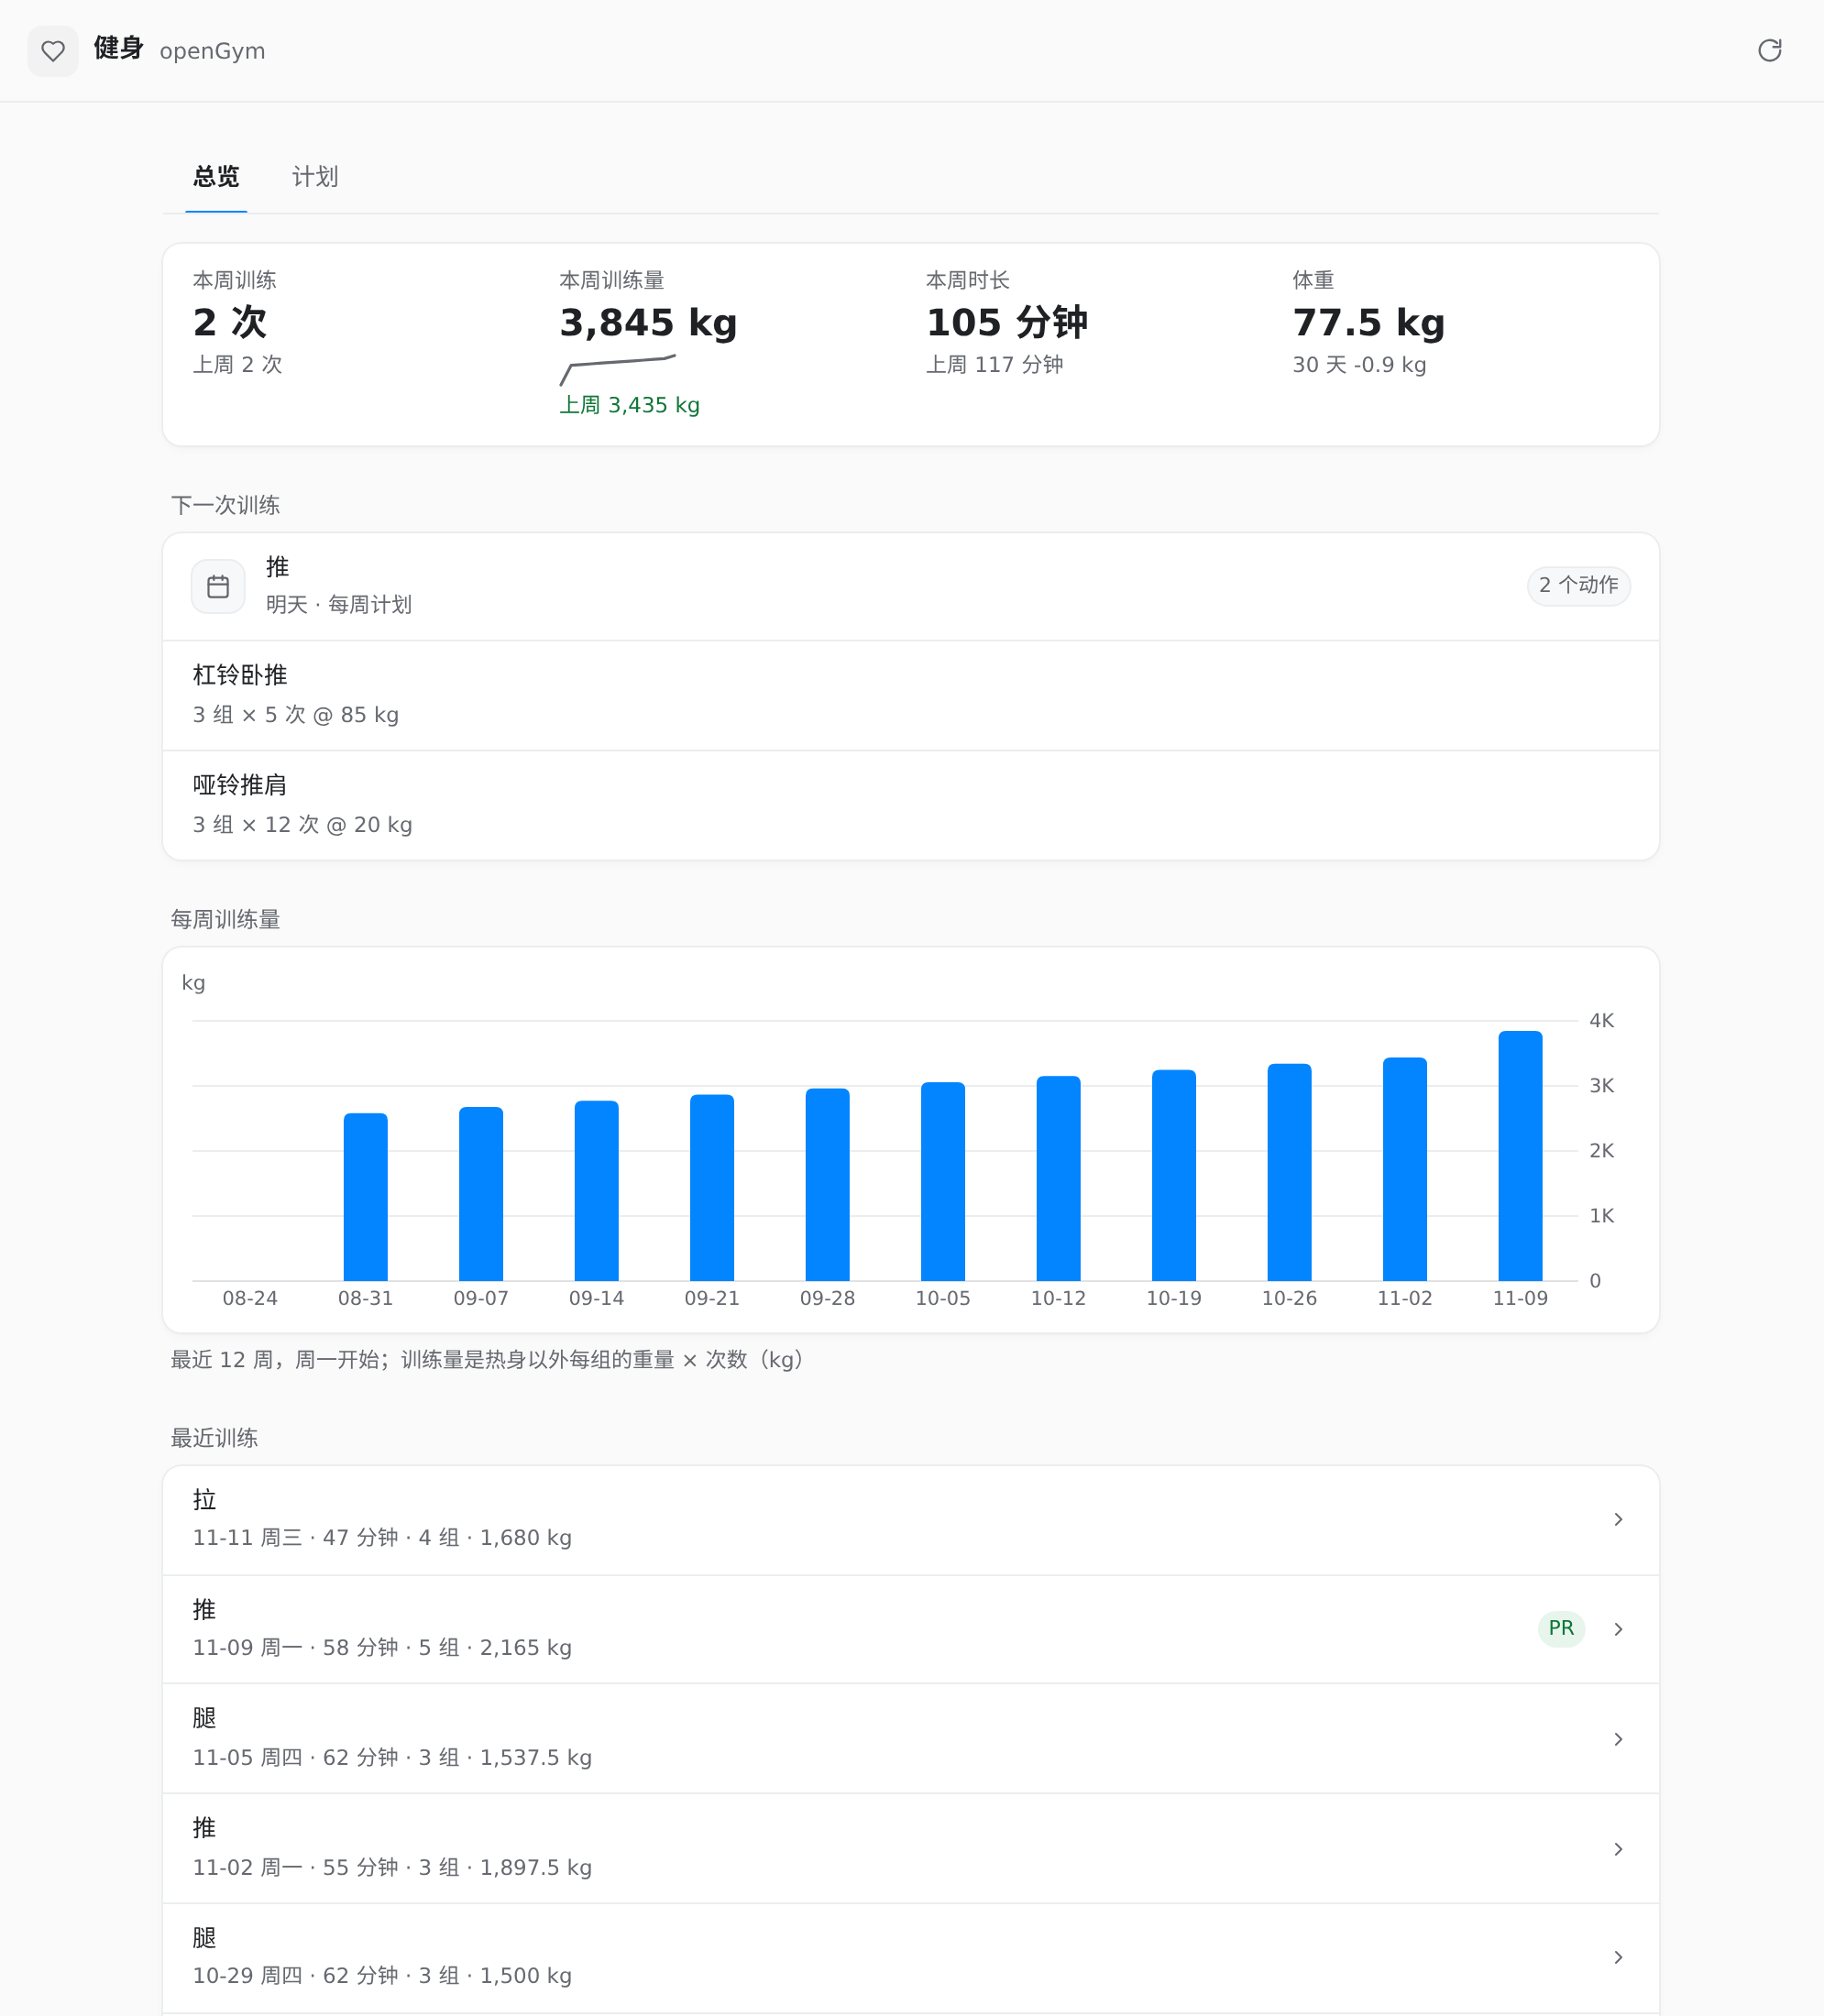 健身 openGym
总览 计划
本周训练 本周训练量 本周时长 体重
2 次 3,845 kg 105 分钟 77.5 kg
上周 2 次 上周 117 分钟 30 天 -0.9 kg
上周 3,435 kg
下一次训练
推
明天 · 每周计划
2 个动作
杠铃卧推
3 组 × 5 次 @ 85 kg
哑铃推肩
3 组 × 12 次 @ 20 kg
每周训练量
kg
4K
3K
2K
1K
0
08-24 08-31 09-07 09-14 09-21 09-28 10-05 10-12 10-19 10-26 11-02 11-09
最近 12 周，周一开始；训练量是热身以外每组的重量 × 次数（kg）
最近训练
拉
11-11 周三 · 47 分钟 · 4 组 · 1,680 kg
推
11-09 周一 · 58 分钟 · 5 组 · 2,165 kg
PR
腿
11-05 周四 · 62 分钟 · 3 组 · 1,537.5 kg
推
11-02 周一 · 55 分钟 · 3 组 · 1,897.5 kg
腿
10-29 周四 · 62 分钟 · 3 组 · 1,500 kg